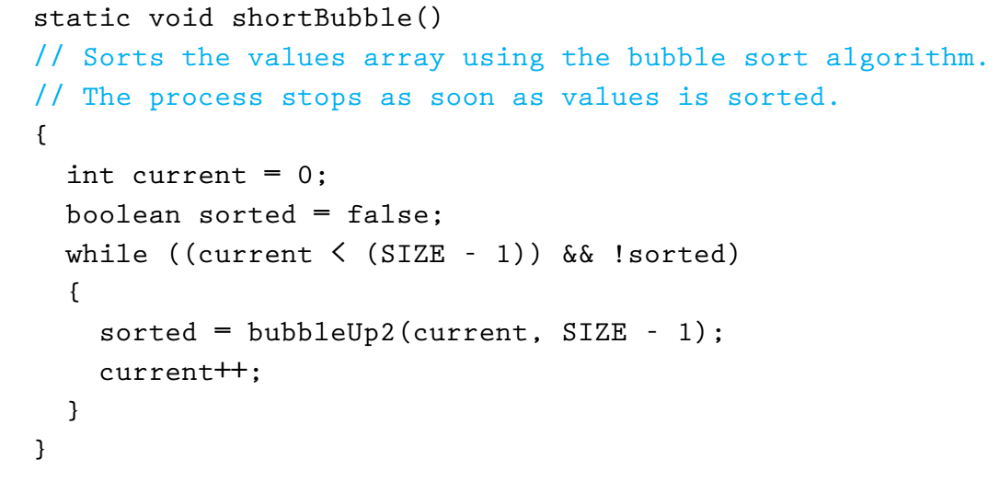 static void shortBubble()
// Sorts the values array using the bubble sort algorithm.
// The process stops as soon as values is sorted.
{
  int current = 0;
  boolean sorted = false;
  while ((current < (SIZE - 1)) && !sorted)
  {
    sorted = bubbleUp2(current, SIZE - 1);
    current++;
  }
}